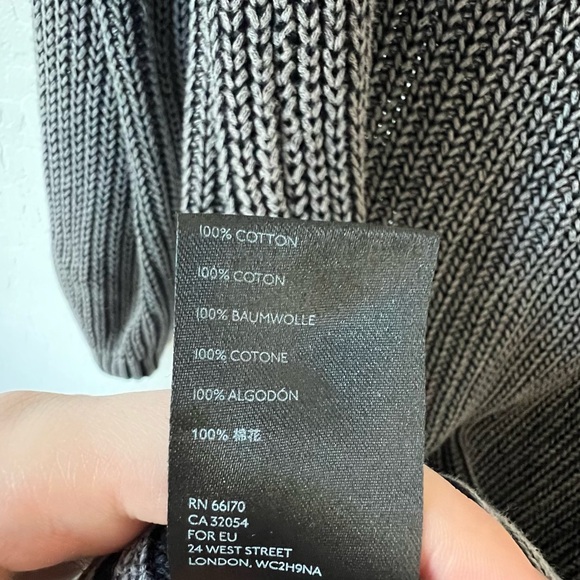 100% COTTON
100% COTON
100% BAUMWOLLE
100% COTONE
100% ALGODÓN
100% 棉花
RN 66170
CA 32054
FOR EU
24 WEST STREET
LONDON, WC2H9NA